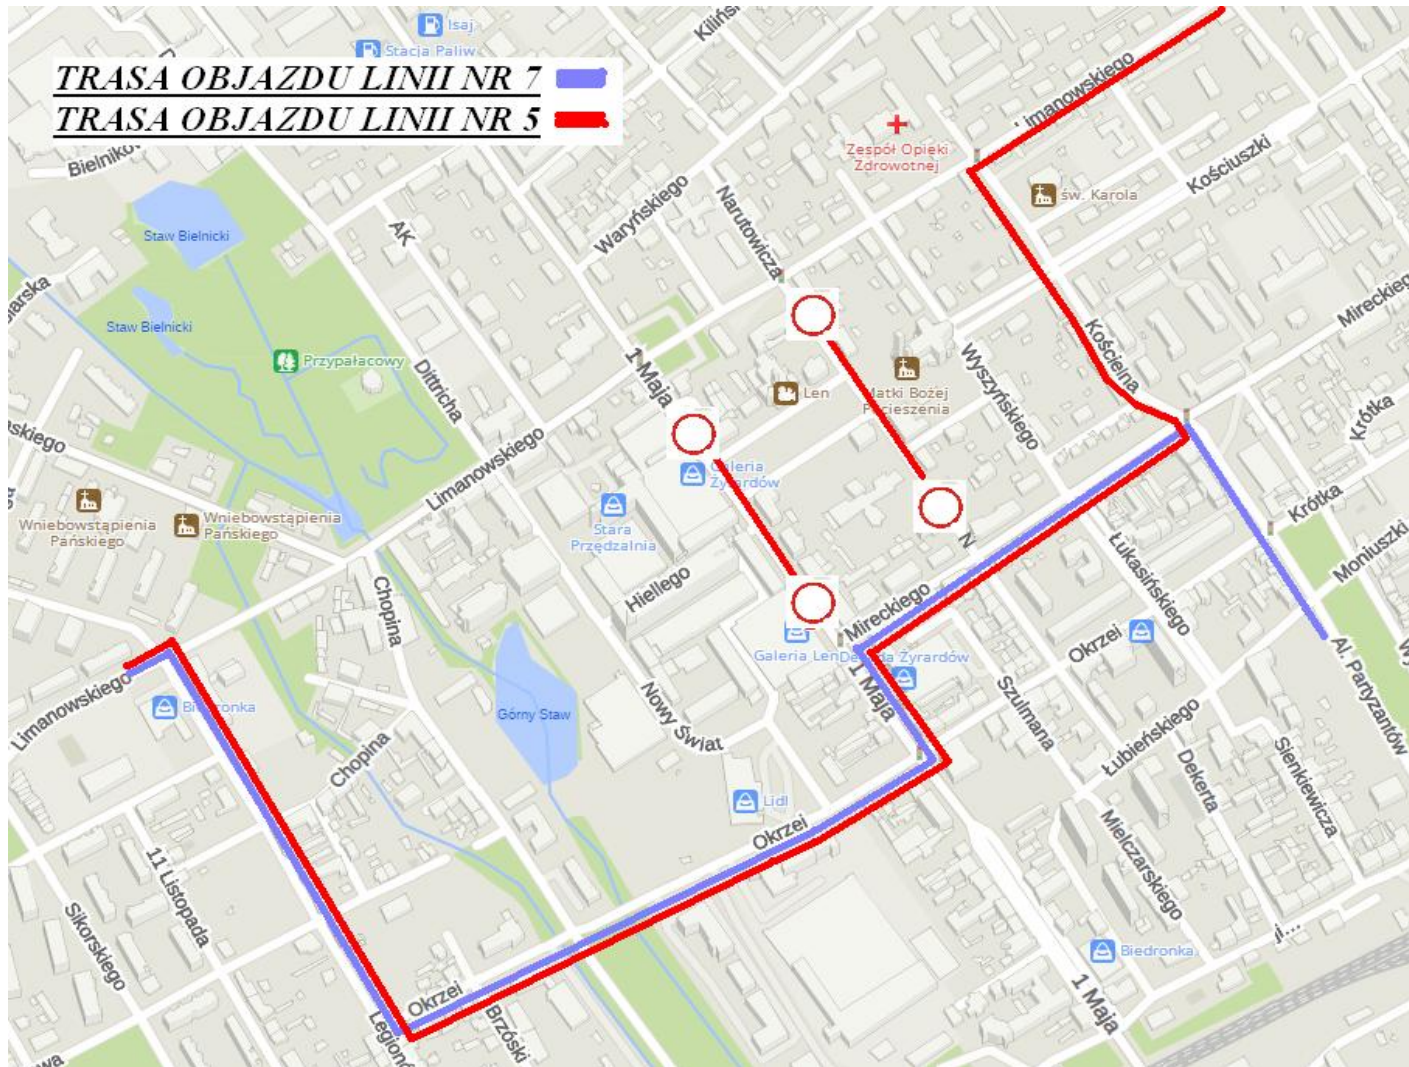 TRASA OBJAZDU LINII NR 7
TRASA OBJAZDU LINII NR 5
Isaj
Stacja Paliw
Limanowskiego
Zespół Opieki
Zdrowotnej
Kościuszki
św. Karola
Waryńskiego
Narutowicza
AK
Staw Bielnicki
Staw Bielnicki
Przypałacowy
Dittricha
1 Maja
Len
Matki Bożej
Pocieszenia
Wyszyńskiego
Kościelna
Krótka
Krótka
Moniuszki
Limanowskiego
Galeria
Żyrardów
Stara
Przędzalnia
Wniebowstąpienia
Pańskiego
Wniebowstąpienia
Pańskiego
Hiellego
Chopina
Mireckiego
N
Łukasińskiego
Okrzei
Galeria Len
Żyrardów
1 Maja
Al. Partyzantów
Limanowskiego
Biedronka
Górny Staw
Nowy Świat
Szulmana
Łubieńskiego
Dekerta
Sienkiewicza
Chopina
Lidl
Okrzei
Mielczarskiego
11 Listopada
Sikorskiego
Okrzei
Brzóski
Biedronka
1 Maja